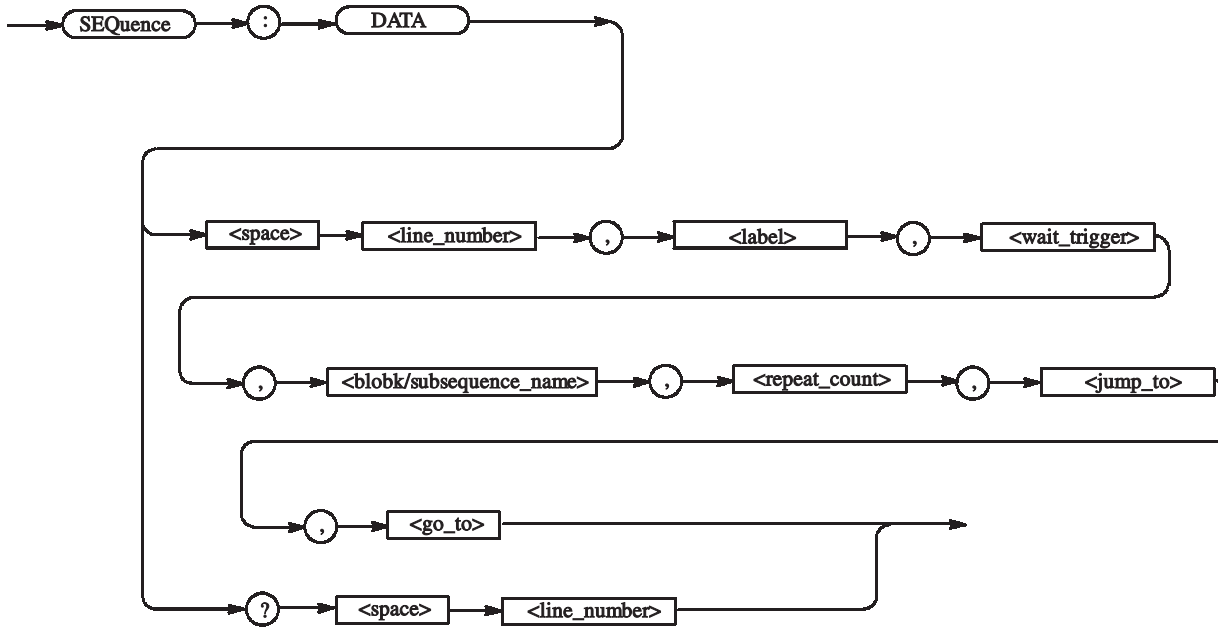 SEQuence : DATA
<space> <line_number> , <label> , <wait_trigger>
, <blobk/subsequence_name> , <repeat_count> , <jump_to>
, <go_to>
? <space> <line_number>